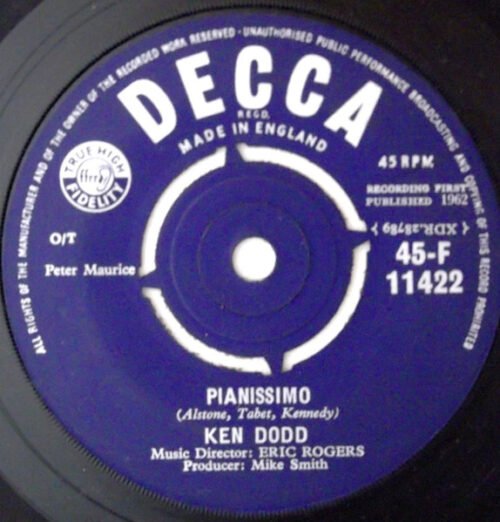 ALL RIGHTS OF THE MANUFACTURER AND OF THE OWNER OF THE RECORDED WORK RESERVED · UNAUTHORISED PUBLIC PERFORMANCE BROADCASTING AND COPYING OF THIS RECORD PROHIBITED
DECCA
REGD.
MADE IN ENGLAND
TRUE HIGH
ffrr
FIDELITY
45 RPM
RECORDING FIRST
PUBLISHED 1962
O/T
45-F
Peter Maurice
11422
PIANISSIMO
(Alstone, Tabet, Kennedy)
KEN DODD
Music Director: ERIC ROGERS
Producer: Mike Smith